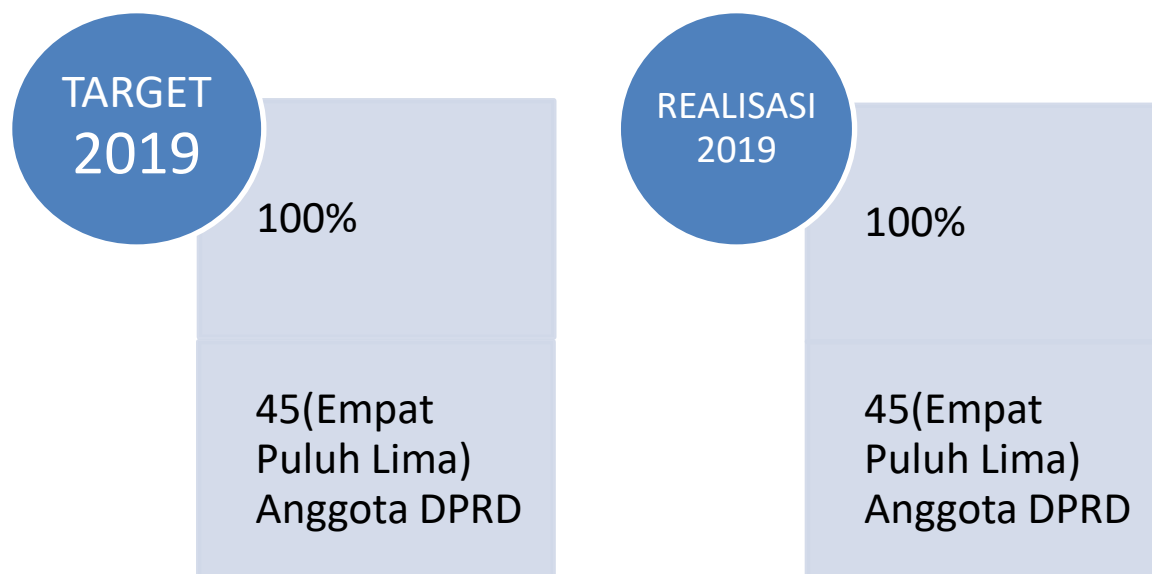 TARGET
2019
100%
45(Empat
Puluh Lima)
Anggota DPRD
REALISASI
2019
100%
45(Empat
Puluh Lima)
Anggota DPRD